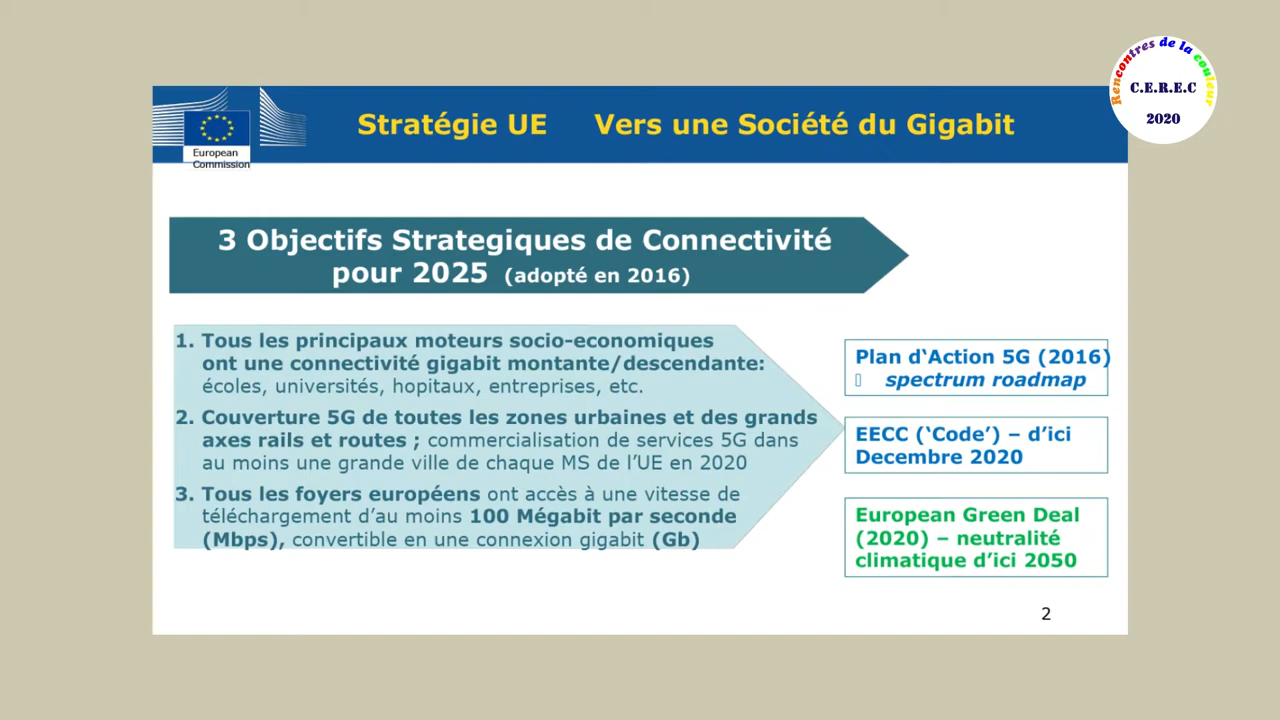 Rencontres de la couleur
C.E.R.E.C
2020
European
Commission
Stratégie UE Vers une Société du Gigabit
3 Objectifs Strategiques de Connectivité
pour 2025 (adopté en 2016)
1. Tous les principaux moteurs socio-economiques
ont une connectivité gigabit montante/descendante:
écoles, universités, hopitaux, entreprises, etc.
2. Couverture 5G de toutes les zones urbaines et des grands
axes rails et routes ; commercialisation de services 5G dans
au moins une grande ville de chaque MS de l’UE en 2020
3. Tous les foyers européens ont accès à une vitesse de
téléchargement d’au moins 100 Mégabit par seconde
(Mbps), convertible en une connexion gigabit (Gb)
Plan d‘Action 5G (2016)
spectrum roadmap
EECC (‘Code’) – d’ici
Decembre 2020
European Green Deal
(2020) – neutralité
climatique d’ici 2050
2